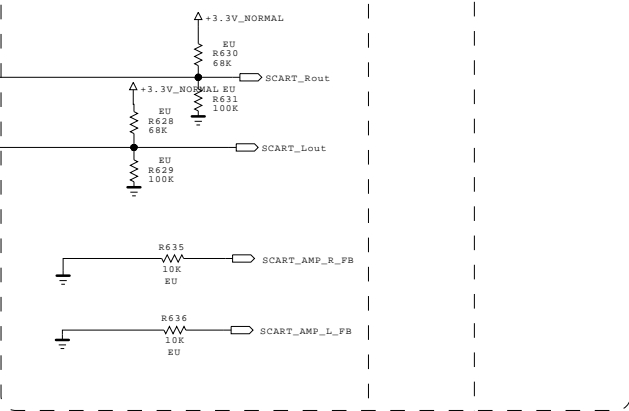 +3.3V_NORMAL
EU
R630
68K
SCART_Rout
+3.3V_NORMAL
EU
R631
100K
EU
R628
68K
SCART_Lout
EU
R629
100K
R635
10K
EU
SCART_AMP_R_FB
R636
10K
EU
SCART_AMP_L_FB